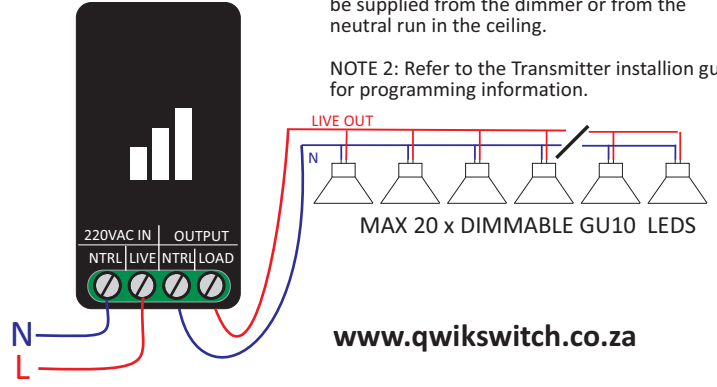 be supplied from the dimmer or from the
neutral run in the ceiling.
NOTE 2: Refer to the Transmitter installion gu
for programming information.
LIVE OUT
N
MAX 20 x DIMMABLE GU10 LEDS
220VAC IN OUTPUT
NTRL LIVE NTRL LOAD
N
L
www.qwikswitch.co.za